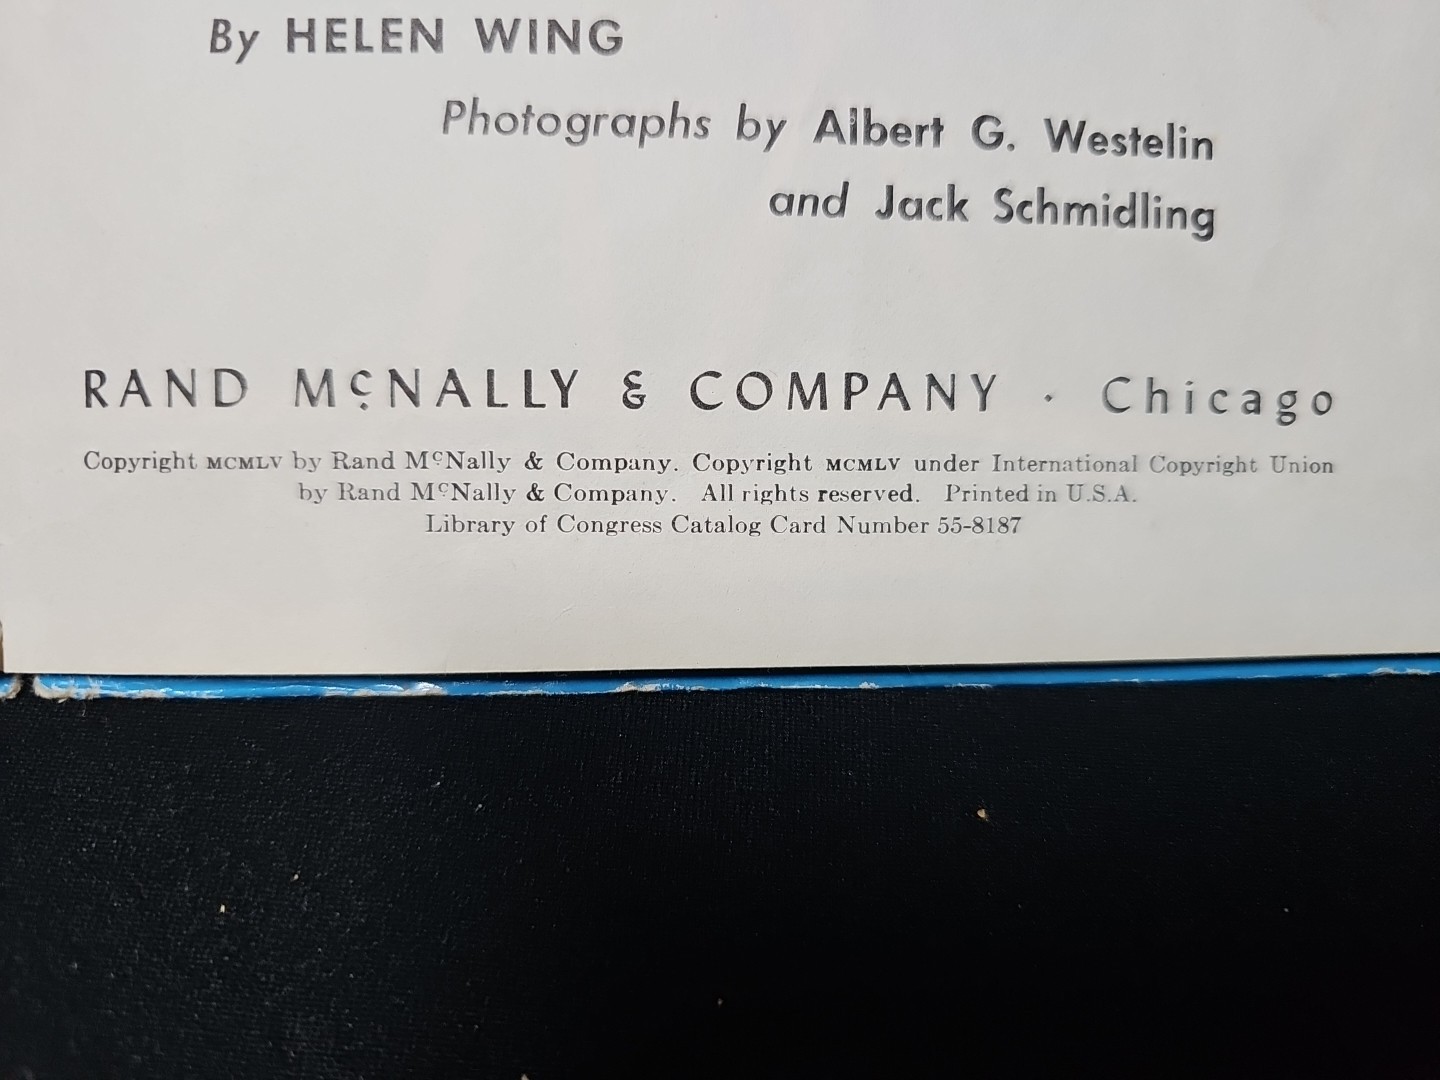 By HELEN WING
Photographs by Albert G. Westelin
and Jack Schmidling
RAND McNALLY & COMPANY · Chicago
Copyright MCMLV by Rand McNally & Company. Copyright MCMLV under International Copyright Union
by Rand McNally & Company. All rights reserved. Printed in U.S.A.
Library of Congress Catalog Card Number 55-8187